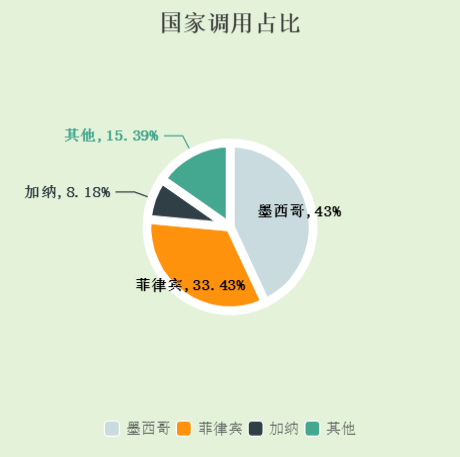 国家调用占比
其他,15.39%
加纳,8.18%
墨西哥,43%
菲律宾,33.43%
墨西哥 菲律宾 加纳 其他